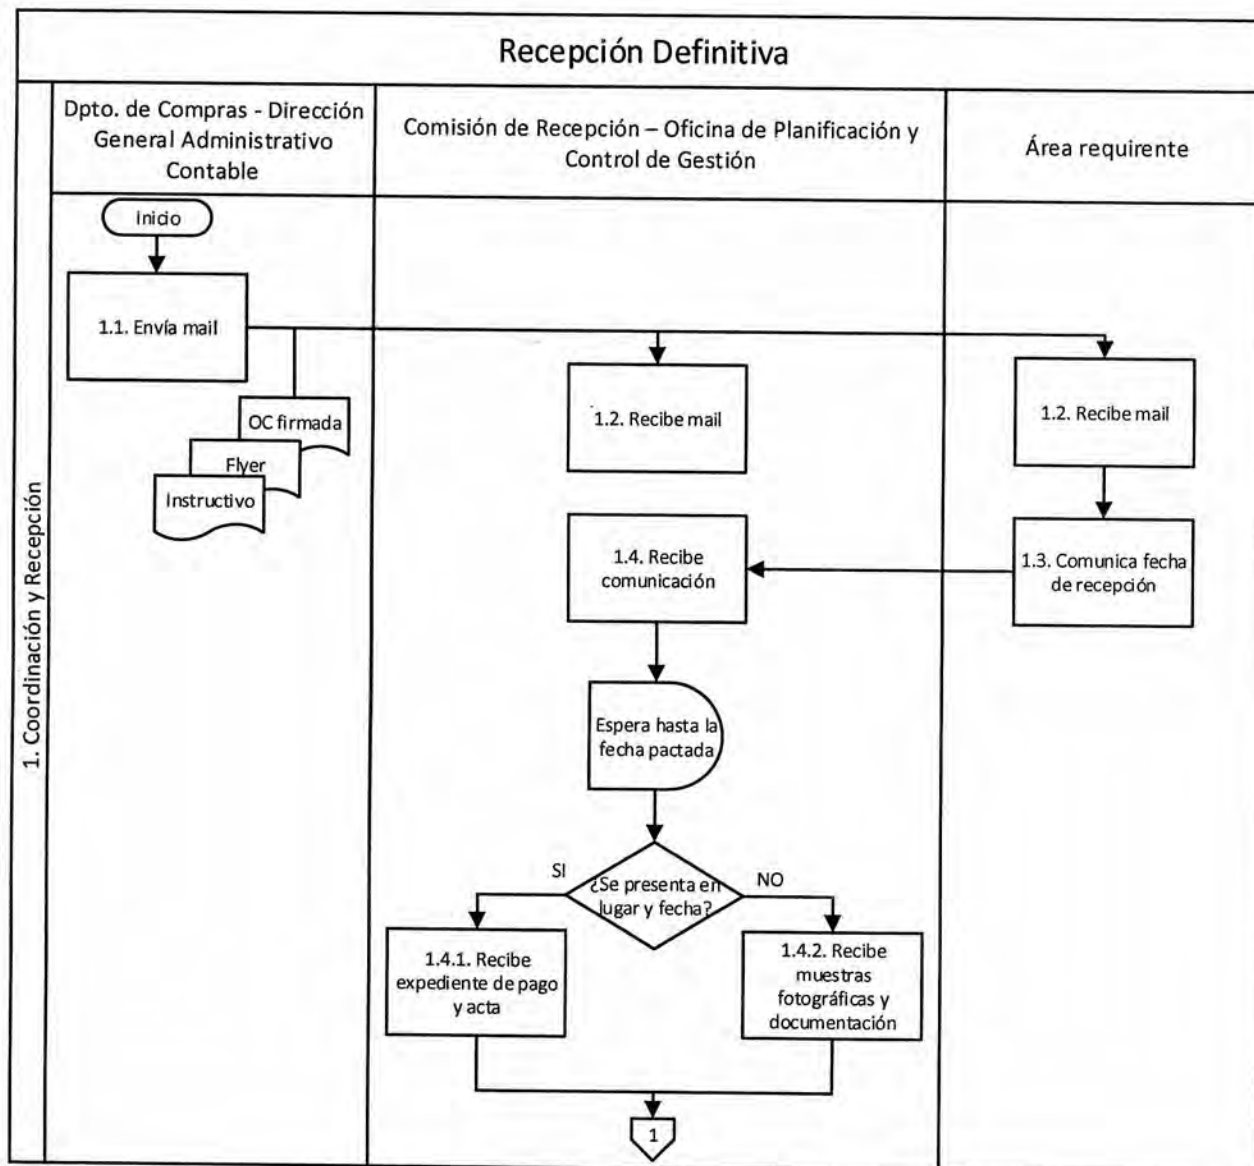 Recepción Definitiva
Dpto. de Compras - Dirección
General Administrativo
Contable
Comisión de Recepción – Oficina de Planificación y
Control de Gestión
Área requirente
1. Coordinación y Recepción
Inicio
1.1. Envía mail
OC firmada
Flyer
Instructivo
1.2. Recibe mail
1.2. Recibe mail
1.3. Comunica fecha
de recepción
1.4. Recibe
comunicación
Espera hasta la
fecha pactada
¿Se presenta en
lugar y fecha?
SI
NO
1.4.1. Recibe
expediente de pago
y acta
1.4.2. Recibe
muestras
fotográficas y
documentación
1